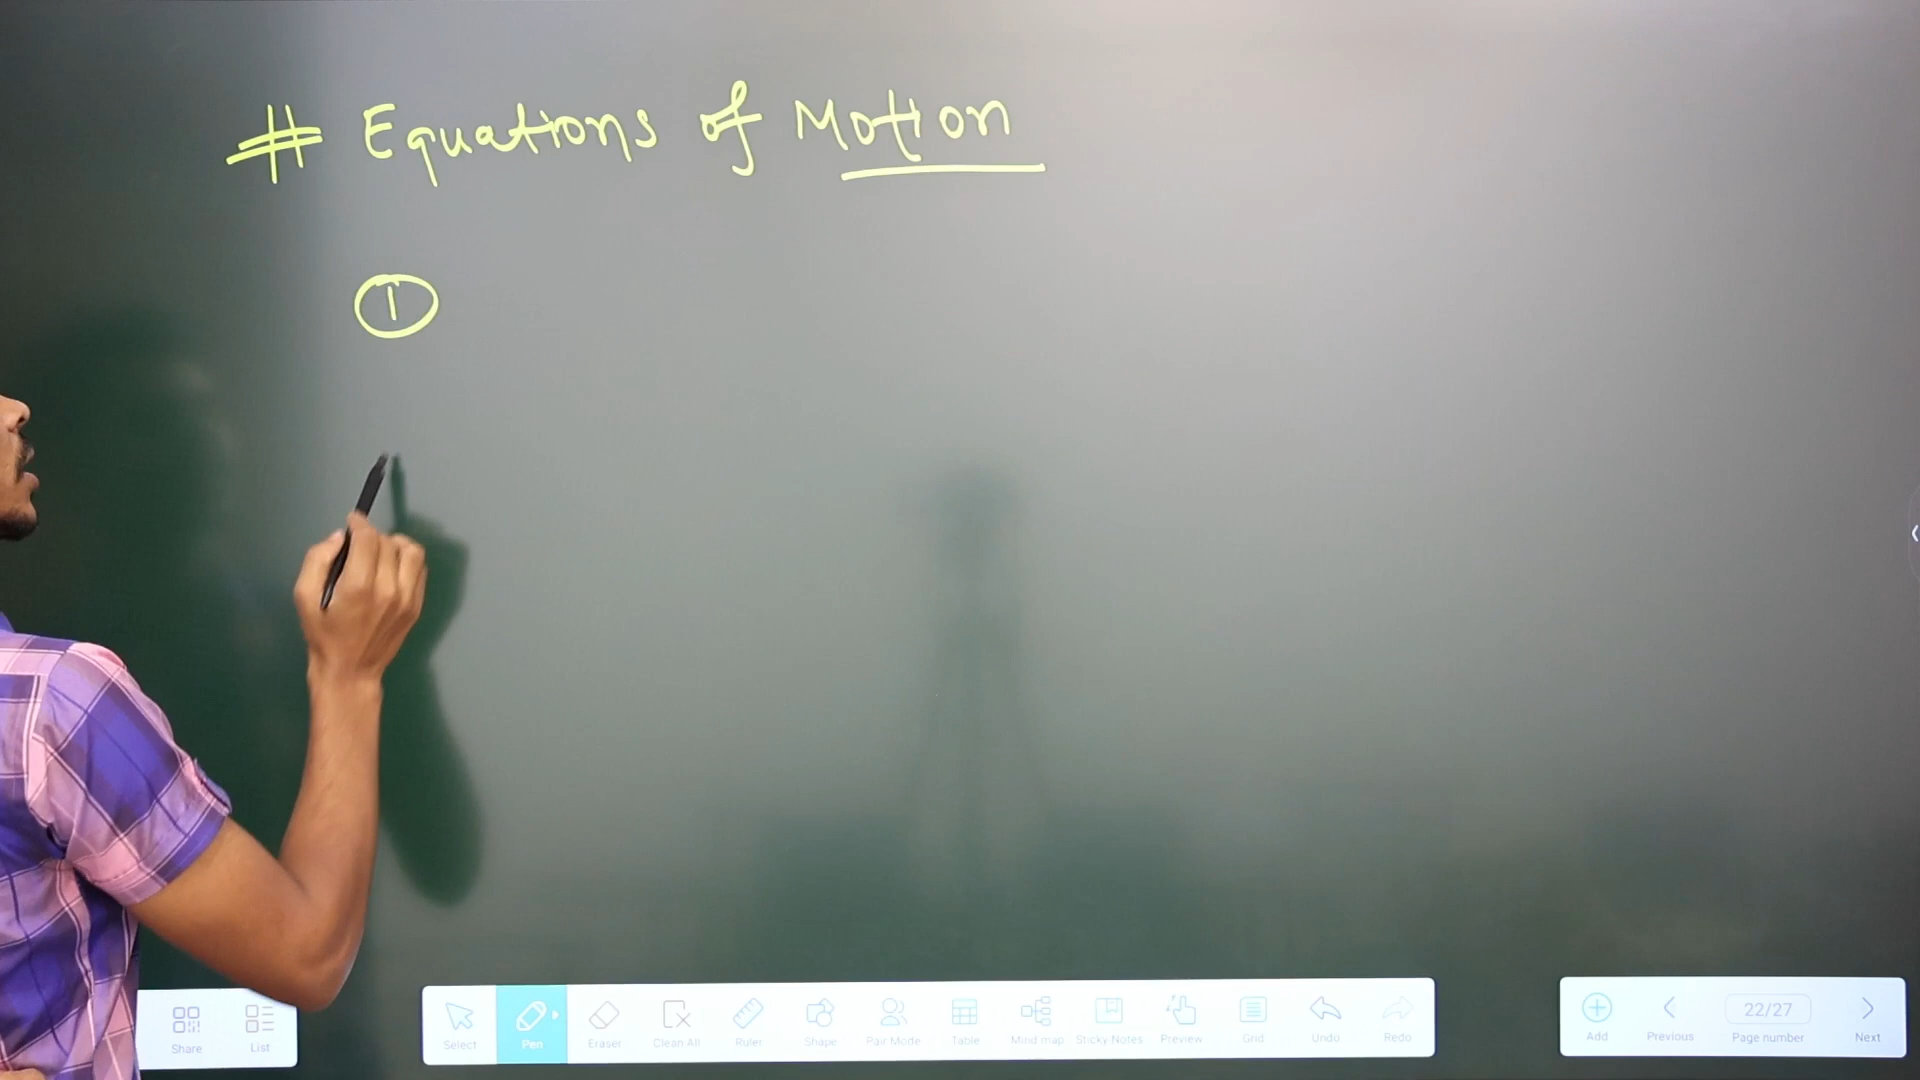 # Equations of Motion
1
Share
List
Select
Pen
Eraser
Clean All
Ruler
Shape
Pair Mode
Table
Mind map
Sticky Notes
Preview
Grid
Undo
Redo
Add
Previous
22/27
Page number
Next